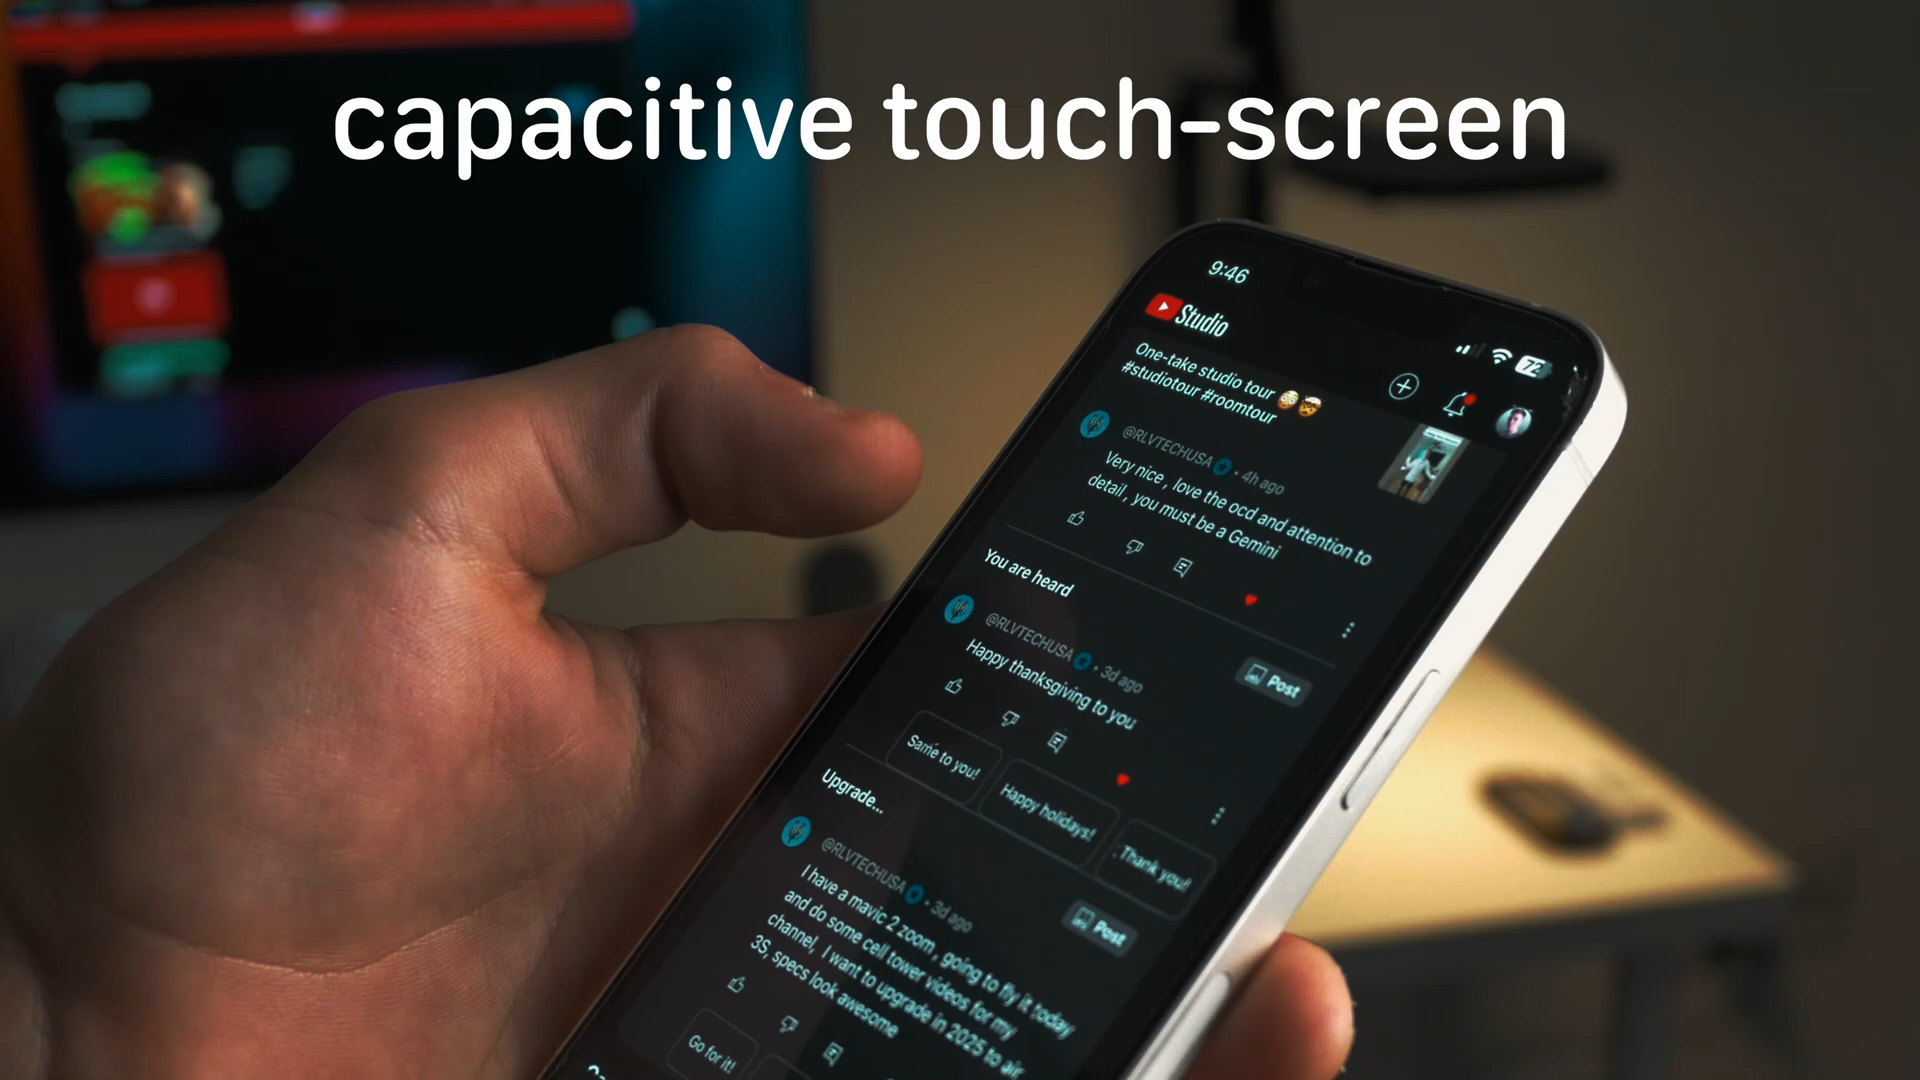 capacitive touch-screen
9:46
72
Studio
One-take studio tour 😳🤯
#studiotour #roomtour
@RLVTECHUSA • 4h ago
Very nice , love the ocd and attention to
detail , you must be a Gemini
You are heard
@RLVTECHUSA • 3d ago
Post
Happy thanksgiving to you
Same to you!
Happy holidays!
Thank you!
Upgrade...
@RLVTECHUSA • 3d ago
Post
I have a mavic 2 zoom , going to fly it today
and do some cell tower videos for my
channel, I want to upgrade in 2025 to air
3S, specs look awesome
Go for it!